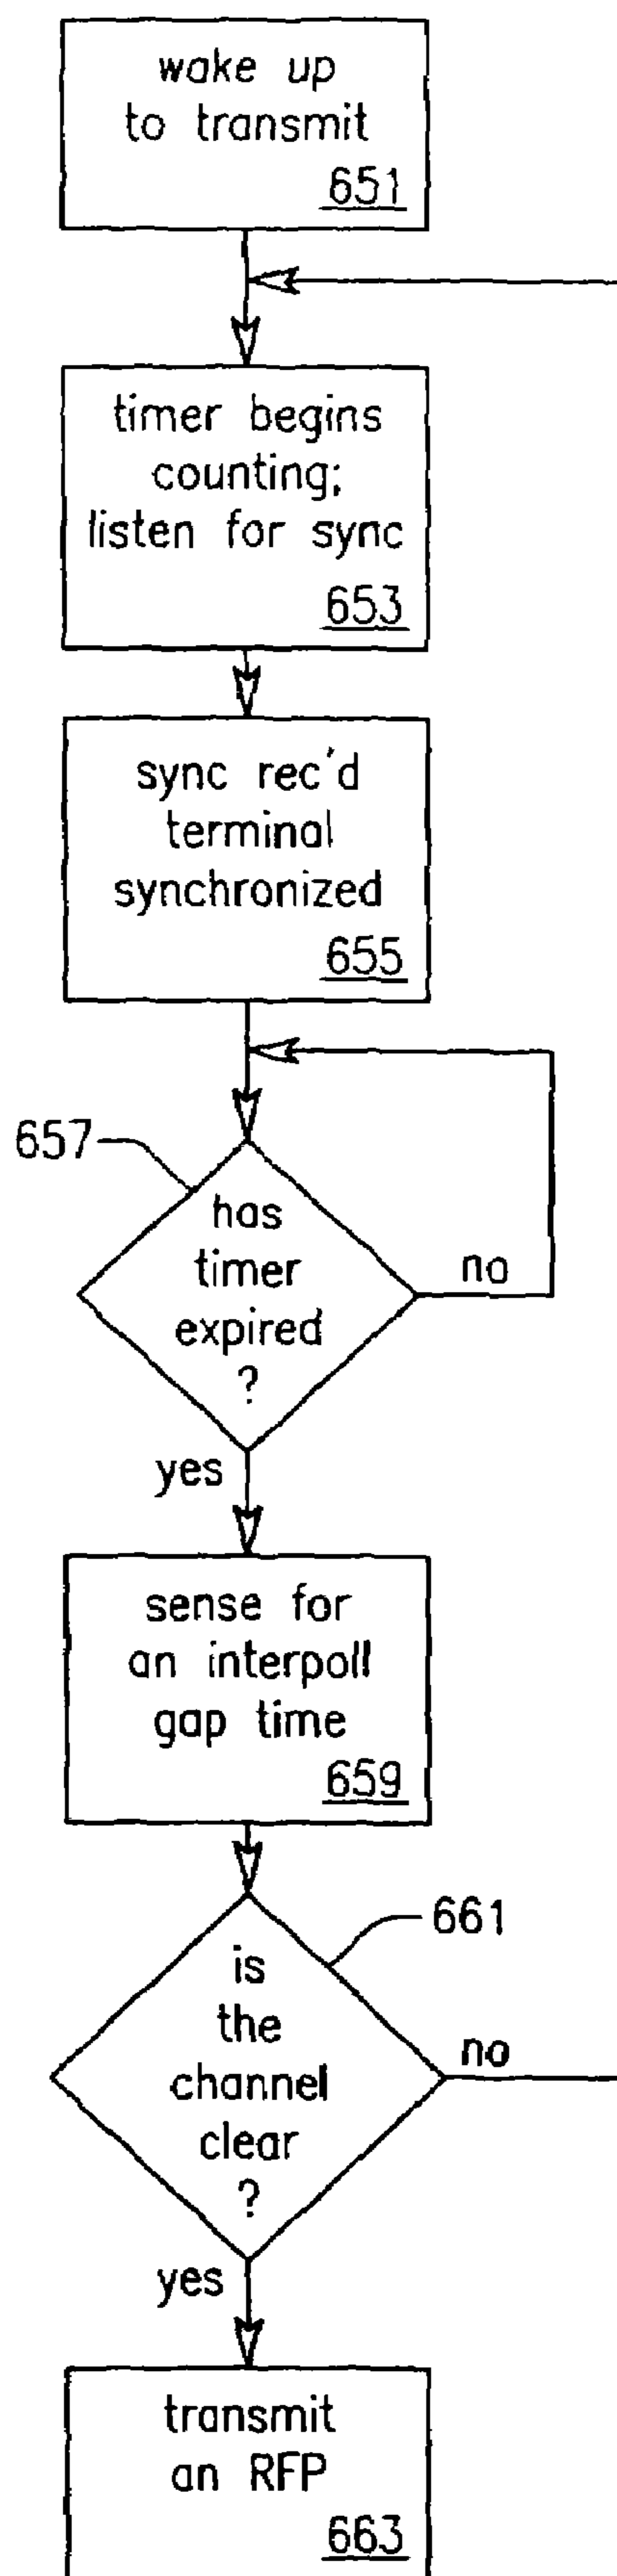 wake up
to transmit
651
timer begins
counting;
listen for sync
653
sync rec'd
terminal
synchronized
655
657
has
timer
expired
?
no
yes
sense for
an interpoll
gap time
659
661
is
the
channel
clear
?
no
yes
transmit
an RFP
663